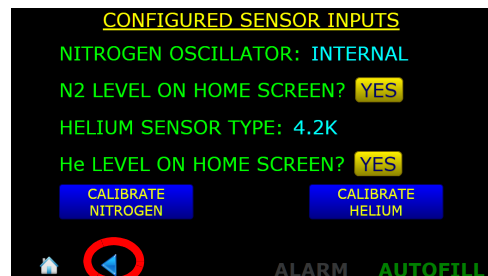 CONFIGURED SENSOR INPUTS
NITROGEN OSCILLATOR: INTERNAL
N2 LEVEL ON HOME SCREEN? YES
HELIUM SENSOR TYPE: 4.2K
He LEVEL ON HOME SCREEN? YES
CALIBRATE
NITROGEN
CALIBRATE
HELIUM
ALARM AUTOFILL